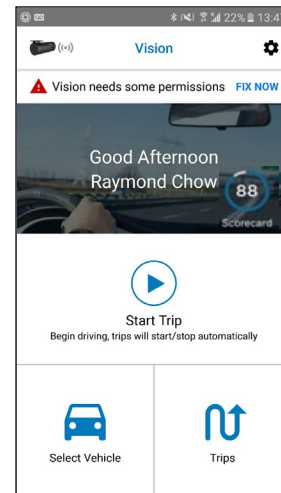 22% 13:47
Vision
Vision needs some permissions FIX NOW
Good Afternoon
Raymond Chow
88
Scorecard
Start Trip
Begin driving, trips will start/stop automatically
Select Vehicle
Trips